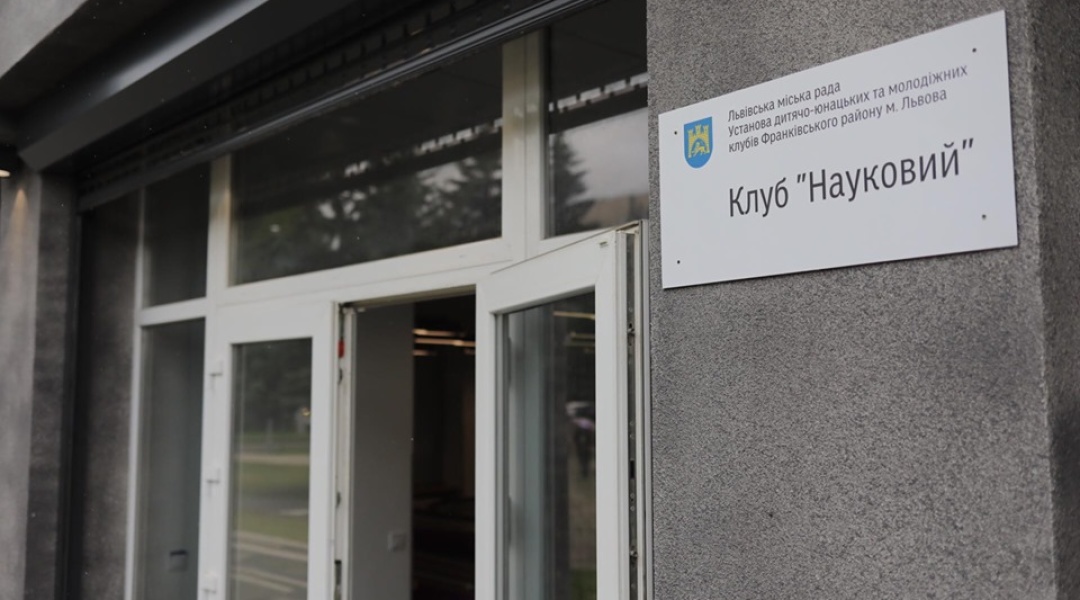 Львівська міська рада
Установа дитячо-юнацьких та молодіжних
клубів Франківського району м. Львова
Клуб "Науковий"